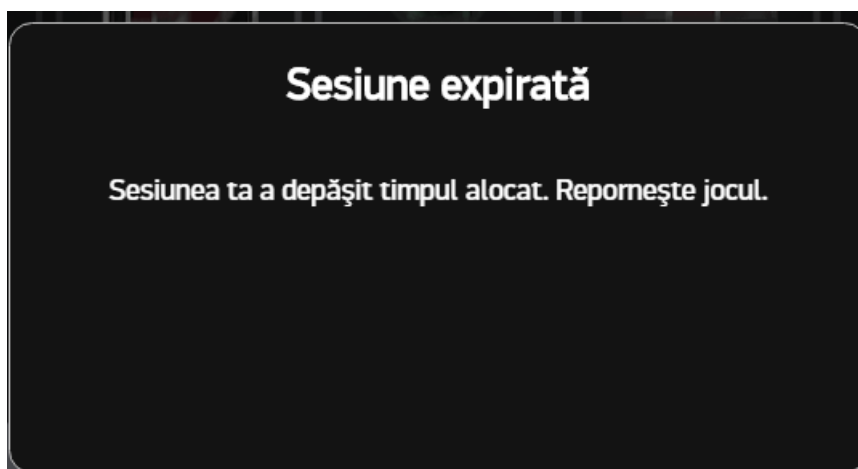 Sesiune expirată
Sesiunea ta a depăşit timpul alocat. Reporneşte jocul.